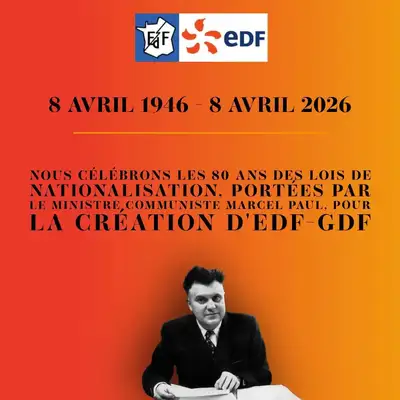 EDF eDF
8 AVRIL 1946 - 8 AVRIL 2026
NOUS CÉLÉBRONS LES 80 ANS DES LOIS DE
NATIONALISATION, PORTÉES PAR
LE MINISTRE COMMUNISTE MARCEL PAUL, POUR
LA CRÉATION D'EDF-GDF